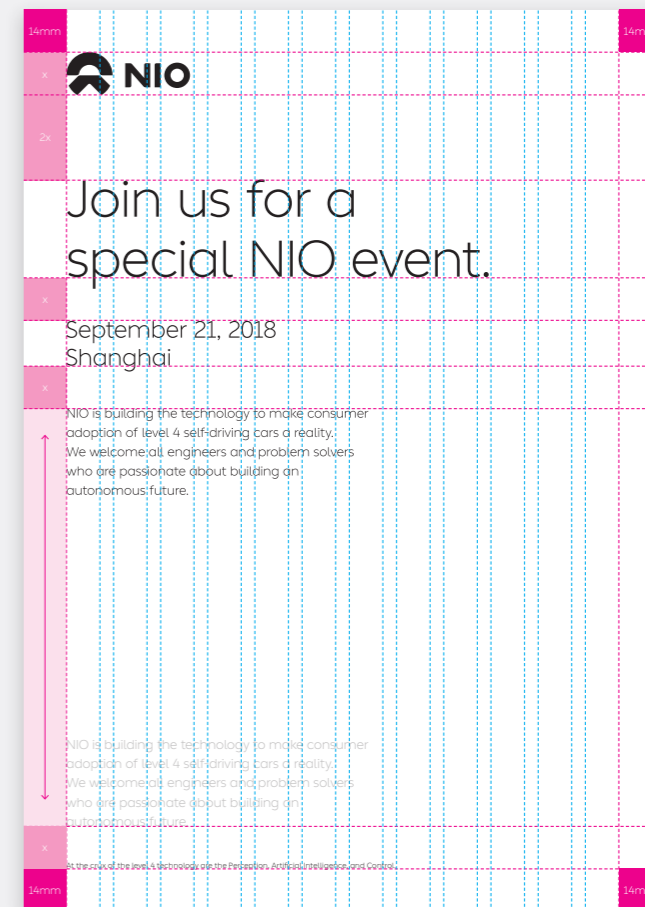 14mm
14m
x
NIO
2x
Join us for a
special NIO event.
x
September 21, 2018
Shanghai
x
NIO is building the technology to make consumer
adoption of level 4 self-driving cars a reality.
We welcome all engineers and problem solvers
who are passionate about building an
autonomous future.
NIO is building the technology to make consumer
adoption of level 4 self-driving cars a reality.
We welcome all engineers and problem solvers
who are passionate about building an
autonomous future.
x
At the crux of the level 4 technology are the Perception, Artificial Intelligence, and Control.
14mm
14m